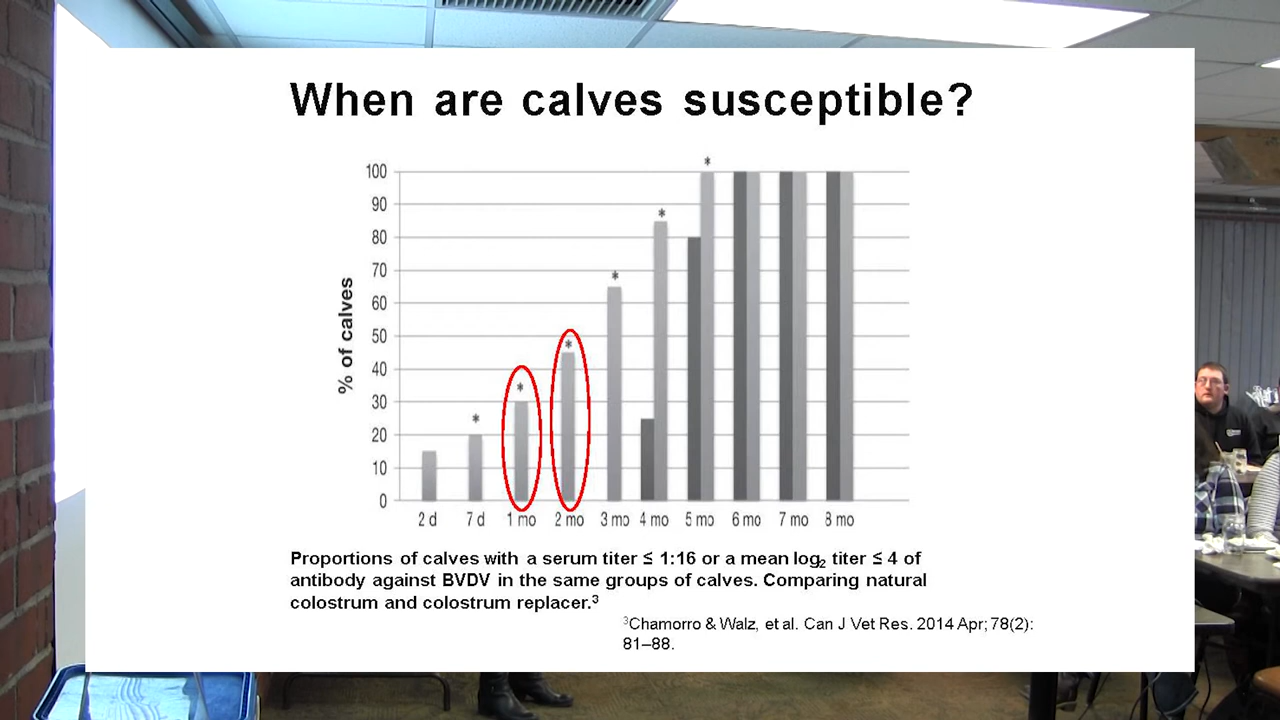 When are calves susceptible?
*
100
90
*
80
70
*
60
50
*
40
*
30
*
20
10
0
% of calves
2 d 7 d 1 mo 2 mo 3 mo 4 mo 5 mo 6 mo 7 mo 8 mo
Proportions of calves with a serum titer ≤ 1:16 or a mean log₂ titer ≤ 4 of
antibody against BVDV in the same groups of calves. Comparing natural
colostrum and colostrum replacer.³
³Chamorro & Walz, et al. Can J Vet Res. 2014 Apr; 78(2):
81–88.